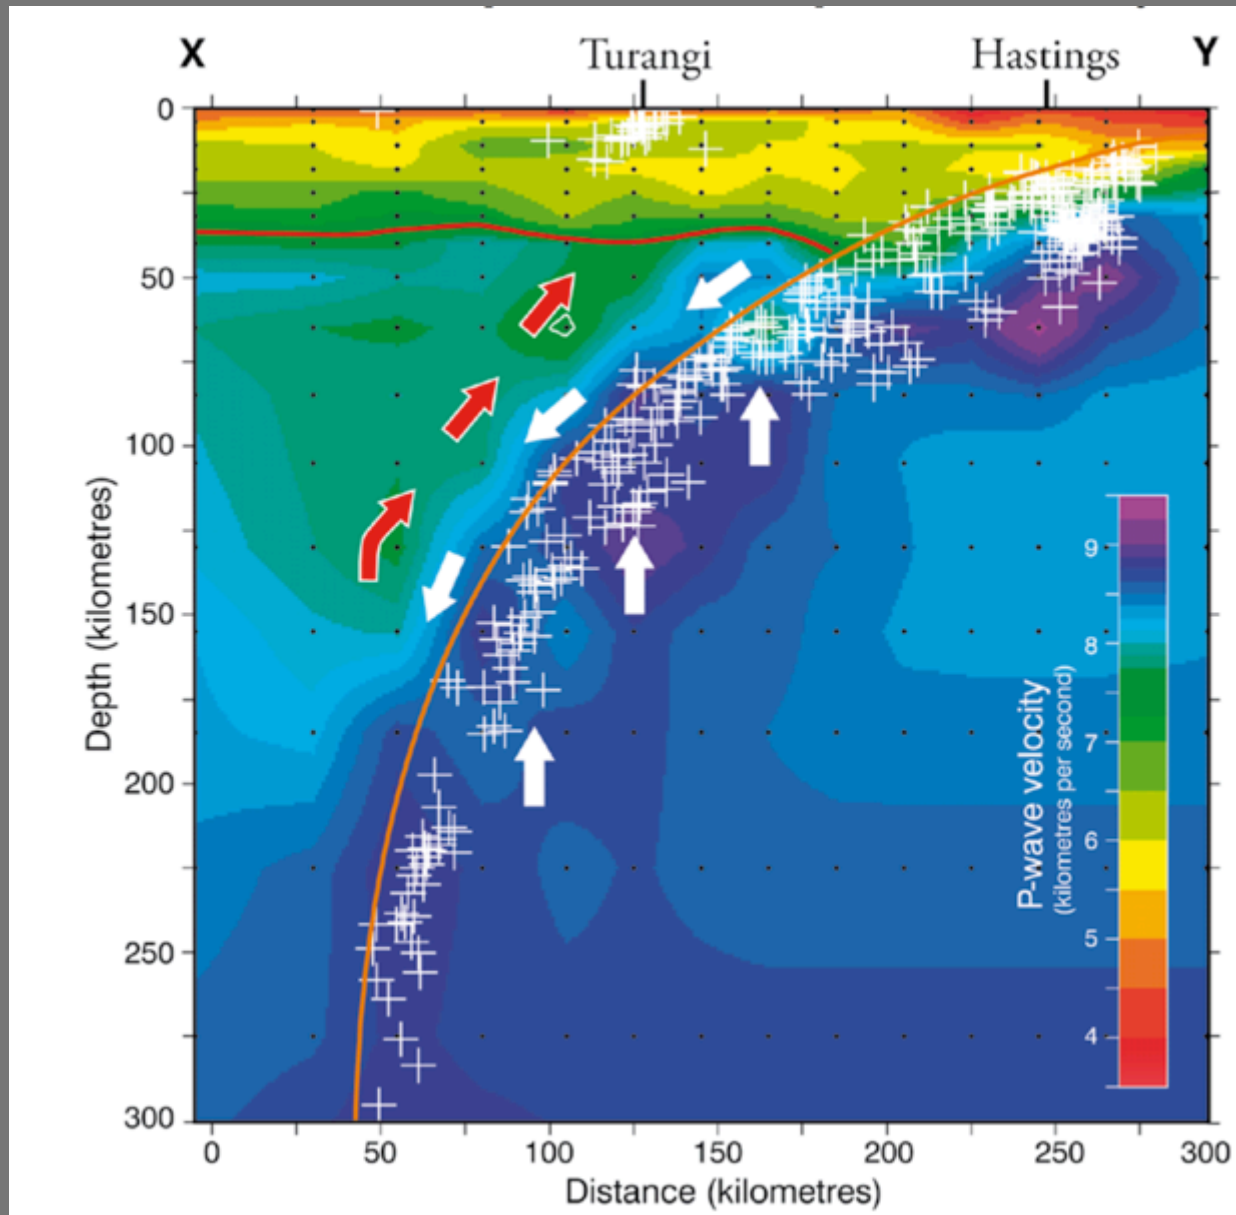 X Turangi Hastings Y
0
50
100
150
200
250
300
Depth (kilometres)
9
8
7
6
5
4
P-wave velocity
(kilometres per second)
0 50 100 150 200 250 300
Distance (kilometres)